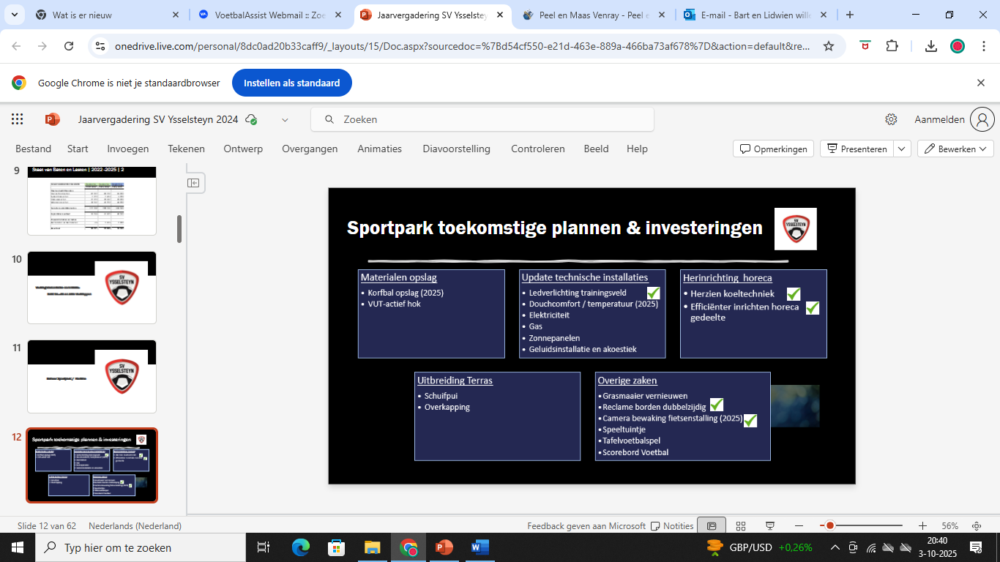 Wat is er nieuw
VoetbalAssist Webmail :: Zoe
Jaarvergadering SV Ysselstey
Peel en Maas Venray - Peel e
E-mail - Bart en Lidwien wille
onedrive.live.com/personal/8dc0ad20b33caff9/_layouts/15/Doc.aspx?sourcedoc=%7Bd54cf550-e21d-463e-889a-466ba73af678%7D&action=default&re...
Google Chrome is niet je standaardbrowser
Instellen als standaard
Jaarvergadering SV Ysselsteyn 2024
Zoeken
Aanmelden
Bestand Start Invoegen Tekenen Ontwerp Overgangen Animaties Diavoorstelling Controleren Beeld Help
Opmerkingen Presenteren Bewerken
9
Staat van Baten en Lasten | 2022-2025 | 2
10
SV
YSSELSTEYN
11
SV
YSSELSTEYN
12
Sportpark toekomstige plannen & investeringen
Sportpark toekomstige plannen & investeringen
Materialen opslag
• Korfbal opslag (2025)
• VUT-actief hok
Update technische installaties
• Ledverlichting trainingsveld
• Douchcomfort / temperatuur (2025)
• Elektriciteit
• Gas
• Zonnepanelen
• Geluidsinstallatie en akoestiek
Herinrichting horeca
• Herzien koeltechniek
• Efficiënter inrichten horeca
gedeelte
Uitbreiding Terras
• Schuifpui
• Overkapping
Overige zaken
• Grasmaaier vernieuwen
• Reclame borden dubbelzijdig
• Camera bewaking fietsenstalling (2025)
• Speeltuintje
• Tafelvoetbalspel
• Scorebord Voetbal
Slide 12 van 62
Nederlands (Nederland)
Feedback geven aan Microsoft
Notities
56%
Typ hier om te zoeken
GBP/USD +0,26%
20:40
3-10-2025